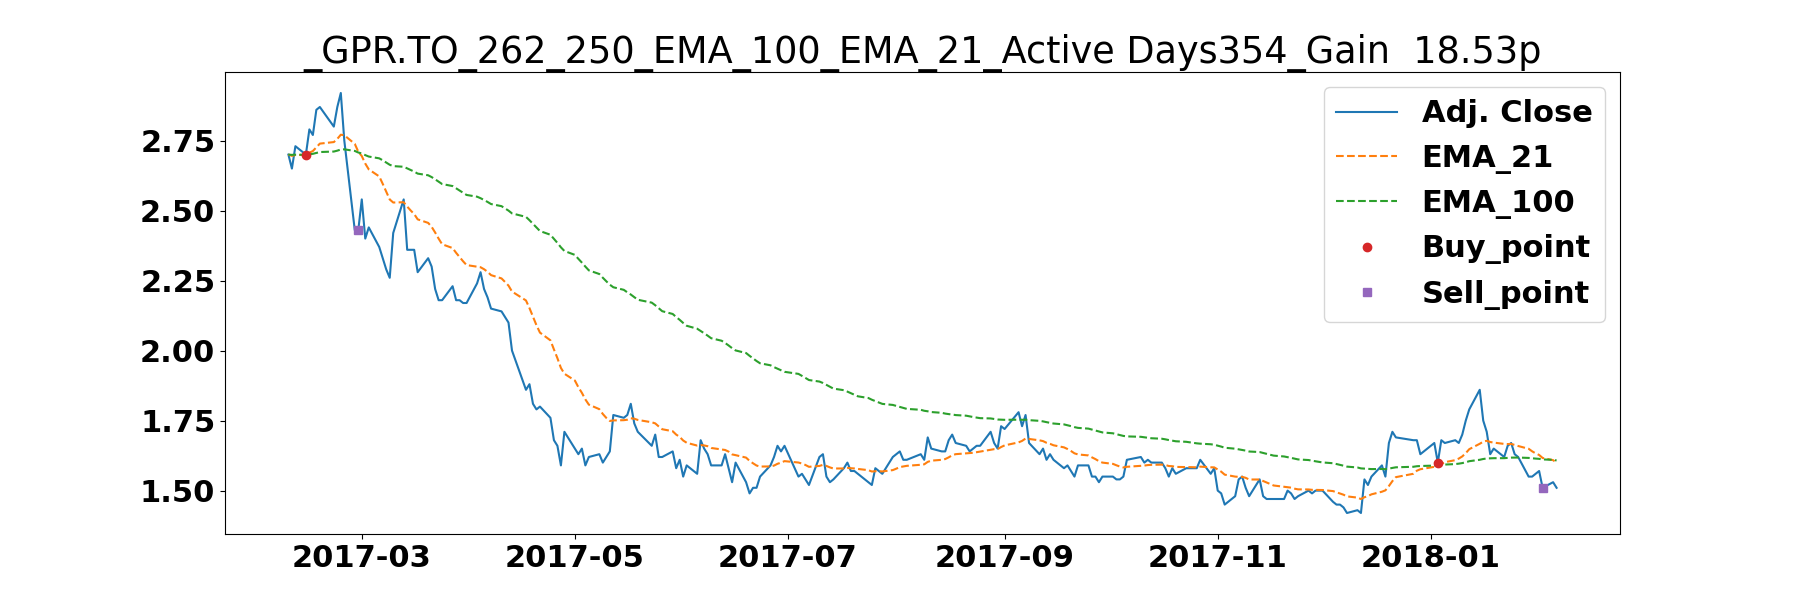 _GPR.TO_262_250_EMA_100_EMA_21_Active Days354_Gain  18.53p
Adj. Close
EMA_21
EMA_100
Buy_point
Sell_point
2.75
2.50
2.25
2.00
1.75
1.50
2017-03 2017-05 2017-07 2017-09 2017-11 2018-01